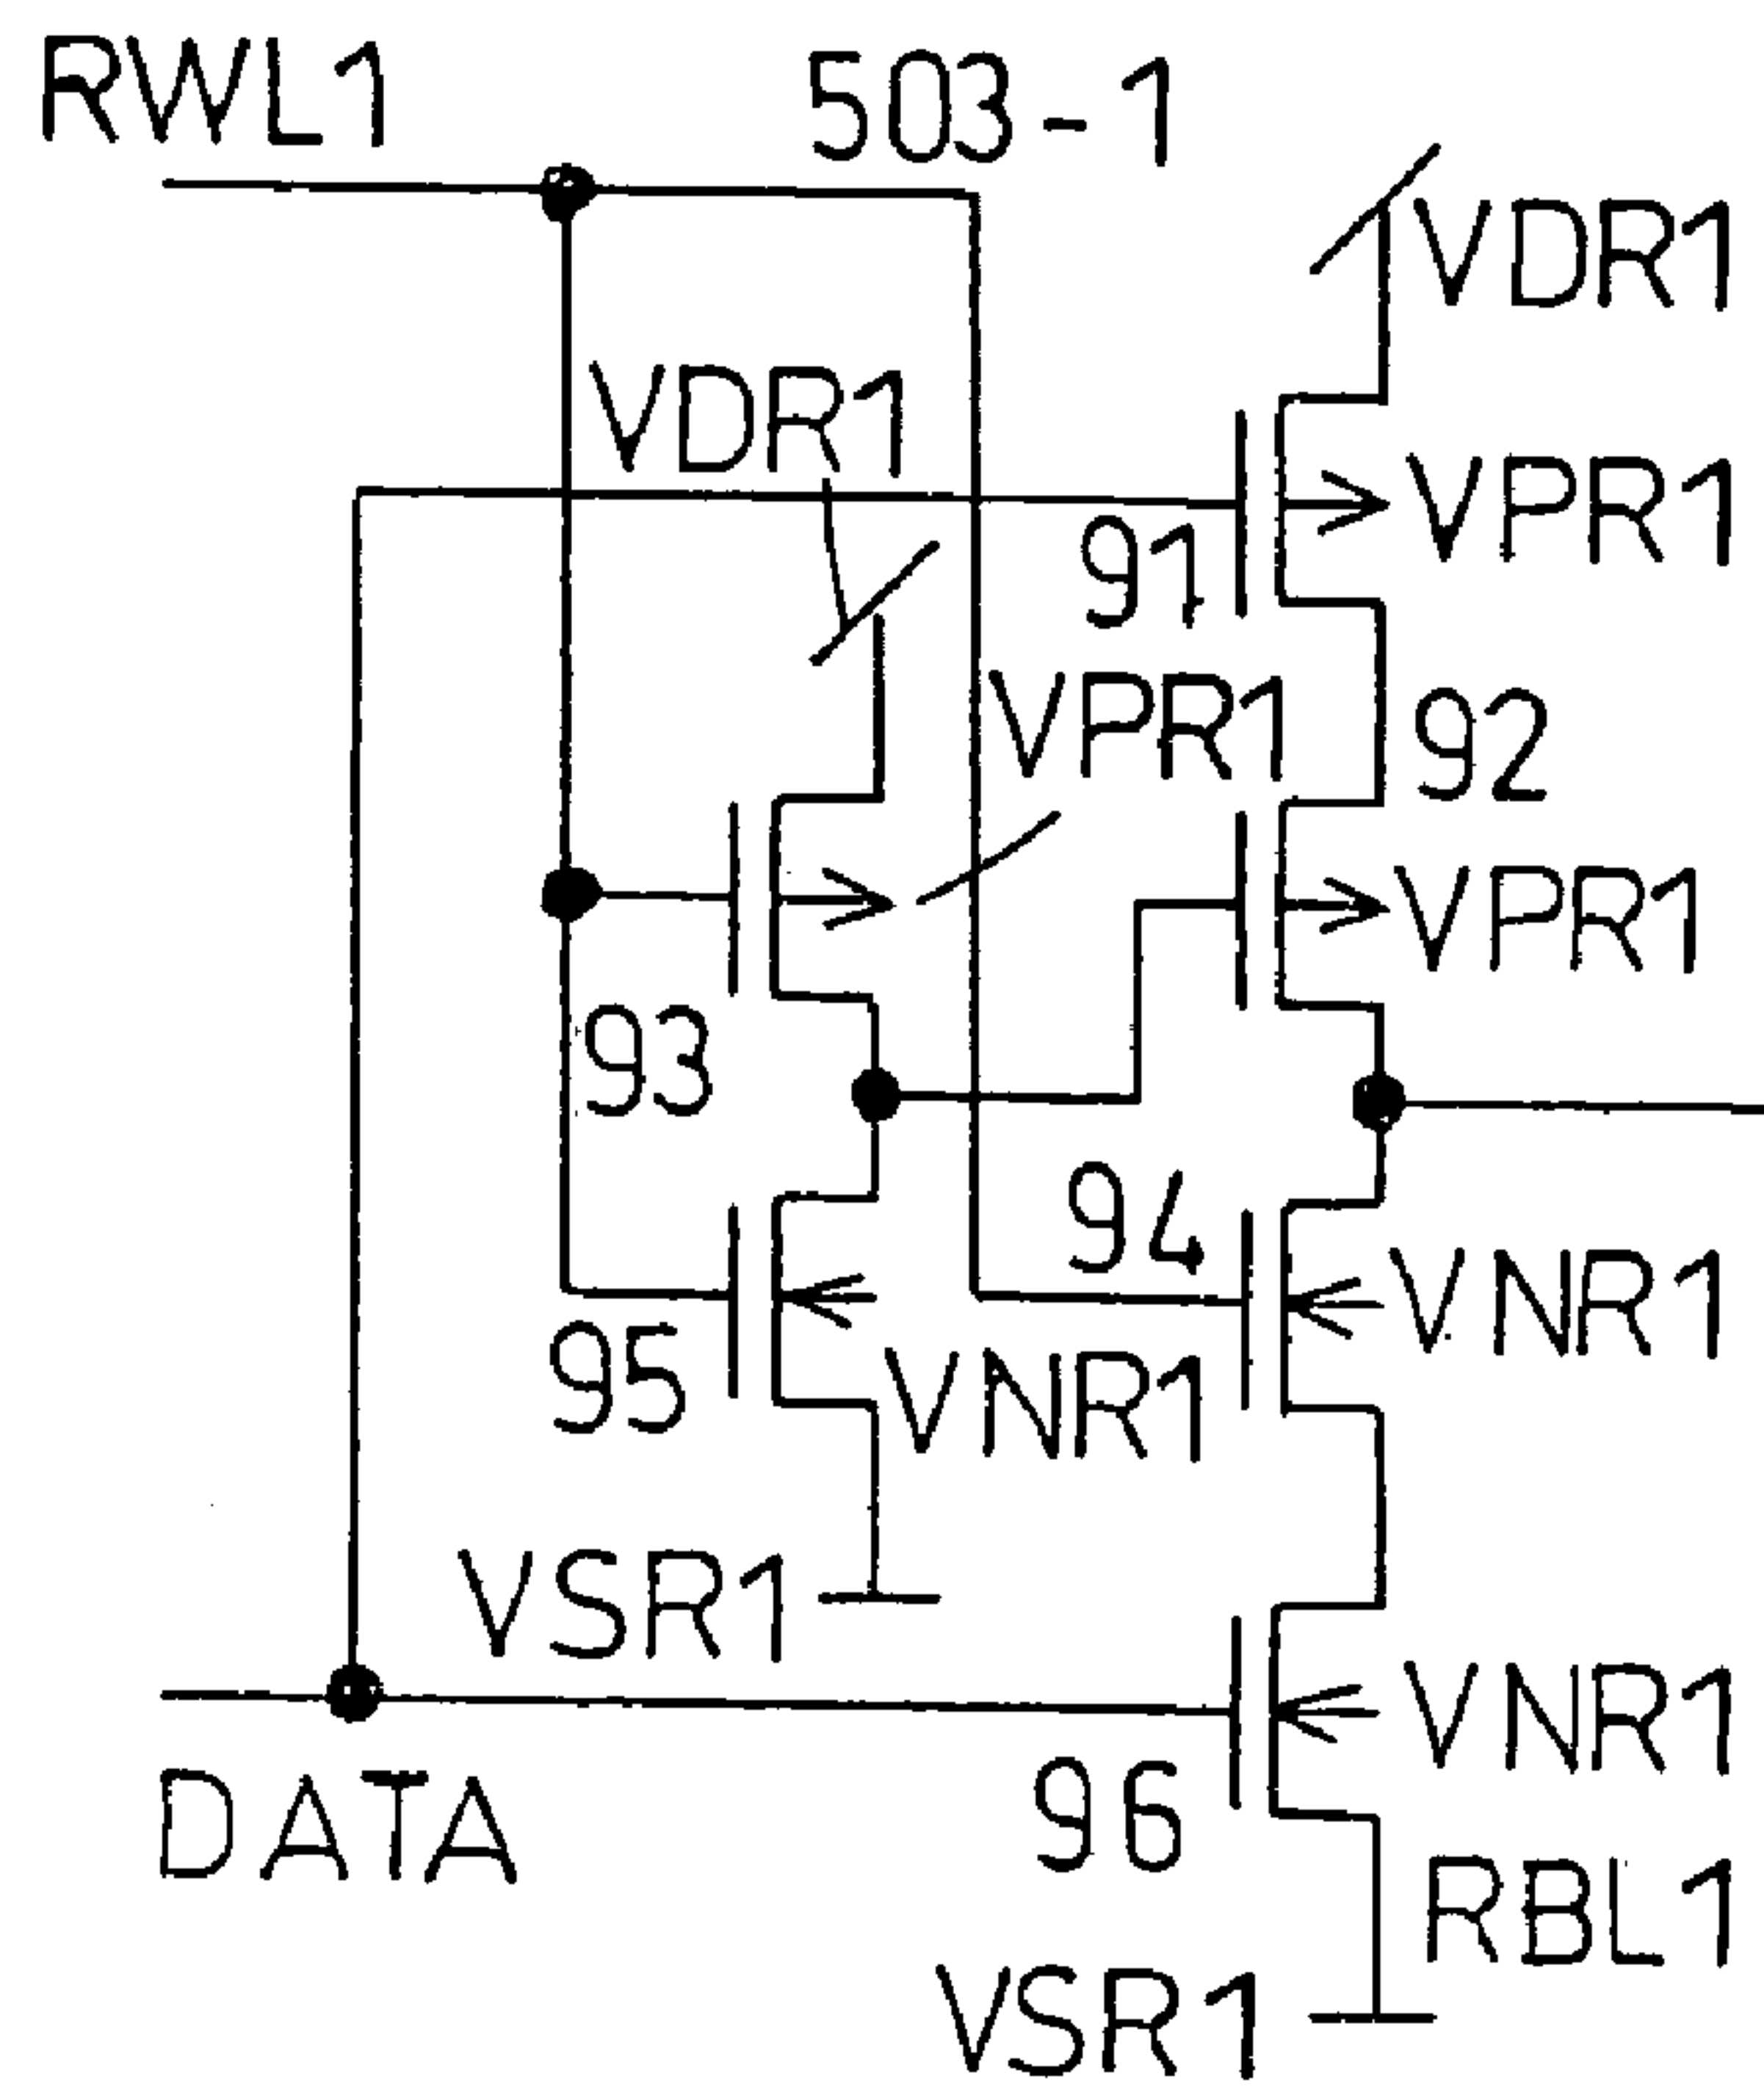 RWL1
503-1
VDR1
VDR1
VPR1
91
VPR1
92
VPR1
93
94
VNR1
95
VNR1
VSR1
VNR1
DATA
96
RBL1
VSR1